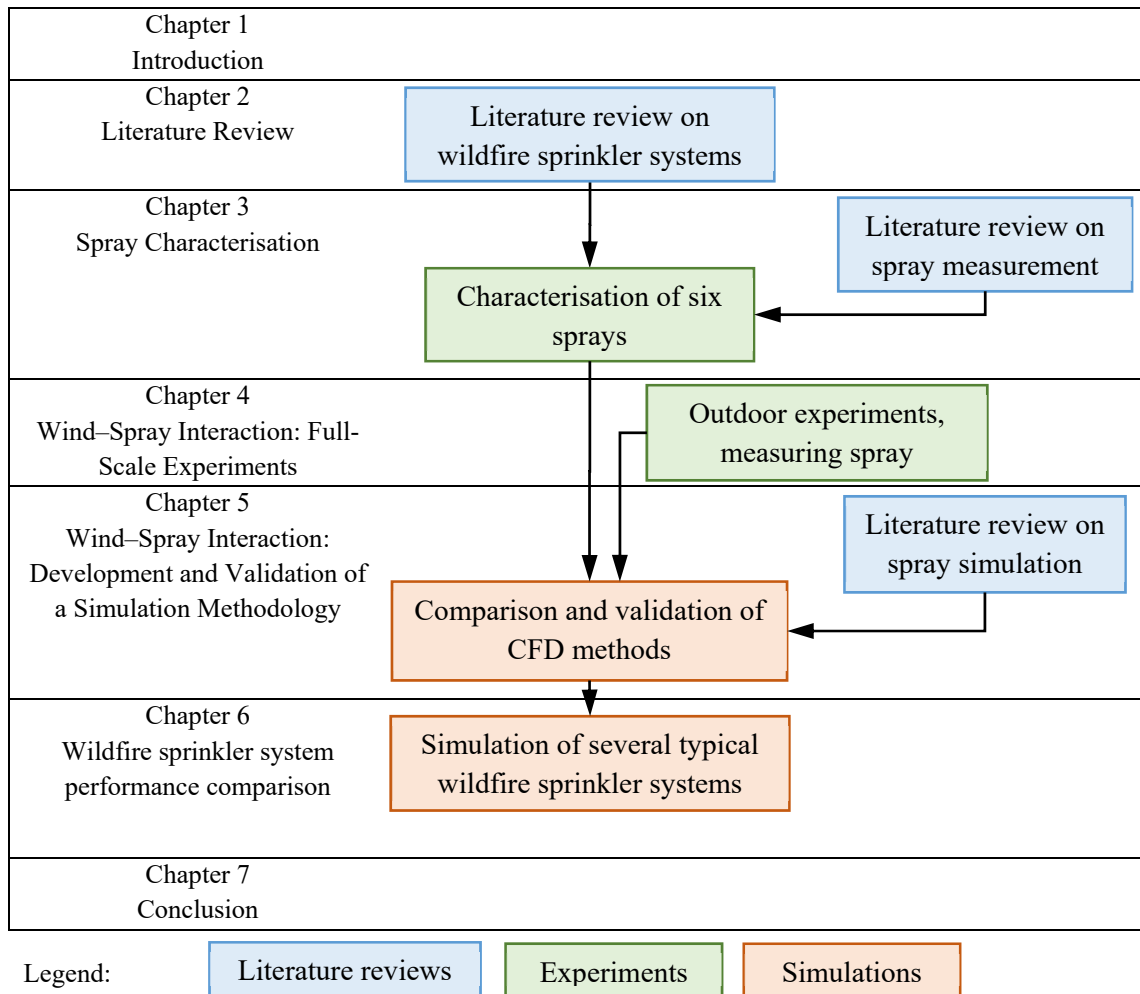 Chapter 1
Introduction
Chapter 2
Literature Review
Literature review on
wildfire sprinkler systems
Chapter 3
Spray Characterisation
Literature review on
spray measurement
Characterisation of six
sprays
Chapter 4
Wind–Spray Interaction: Full-
Scale Experiments
Outdoor experiments,
measuring spray
Chapter 5
Wind–Spray Interaction:
Development and Validation of
a Simulation Methodology
Literature review on
spray simulation
Comparison and validation of
CFD methods
Chapter 6
Wildfire sprinkler system
performance comparison
Simulation of several typical
wildfire sprinkler systems
Chapter 7
Conclusion
Legend:
Literature reviews
Experiments
Simulations